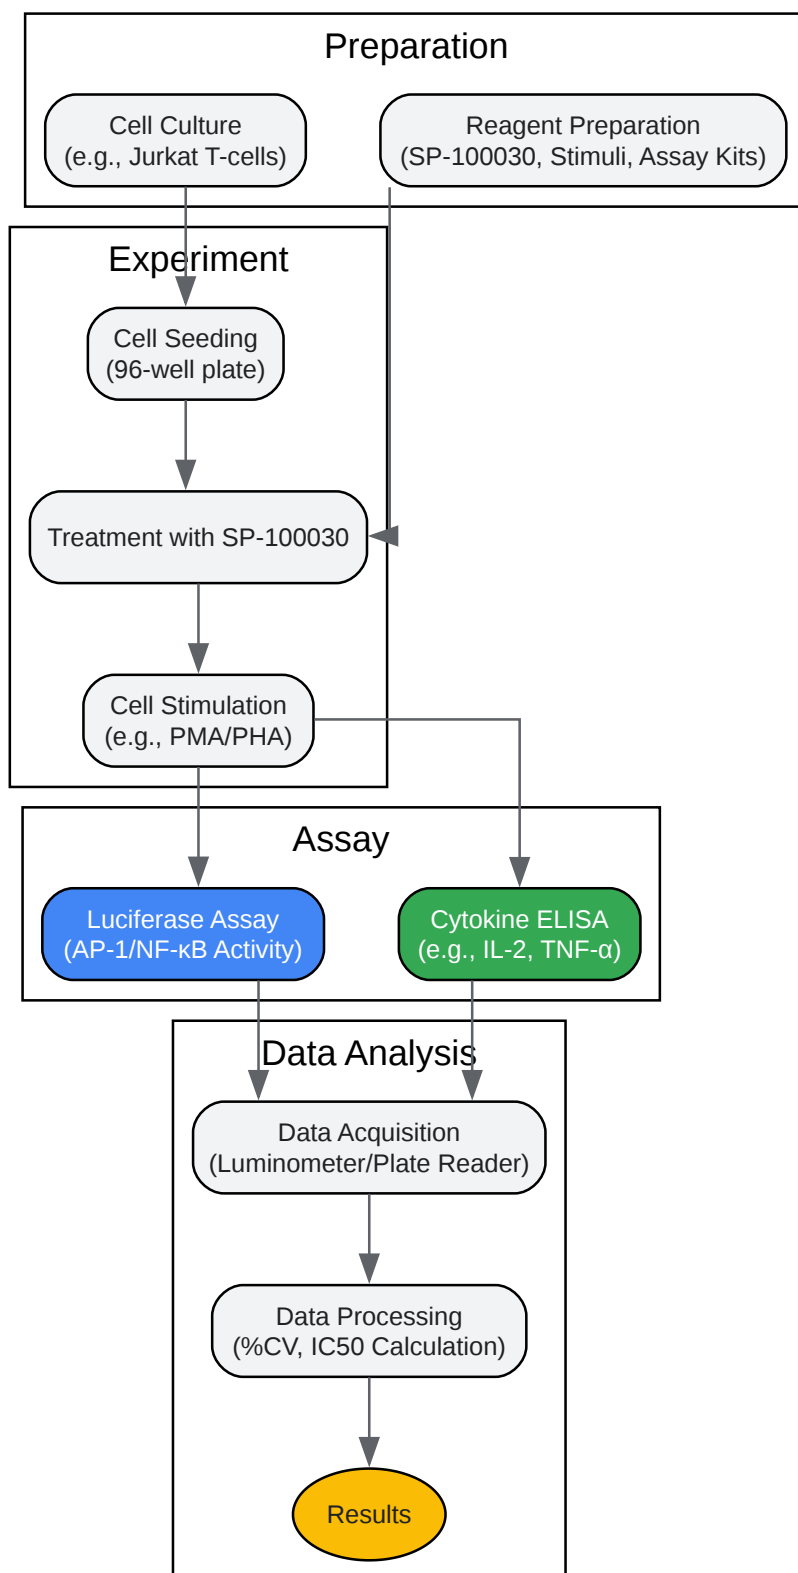 Preparation
Cell Culture
(e.g., Jurkat T-cells)
Reagent Preparation
(SP-100030, Stimuli, Assay Kits)
Experiment
Cell Seeding
(96-well plate)
Treatment with SP-100030
Cell Stimulation
(e.g., PMA/PHA)
Assay
Luciferase Assay
(AP-1/NF-κB Activity)
Cytokine ELISA
(e.g., IL-2, TNF-α)
Data Analysis
Data Acquisition
(Luminometer/Plate Reader)
Data Processing
(%CV, IC50 Calculation)
Results